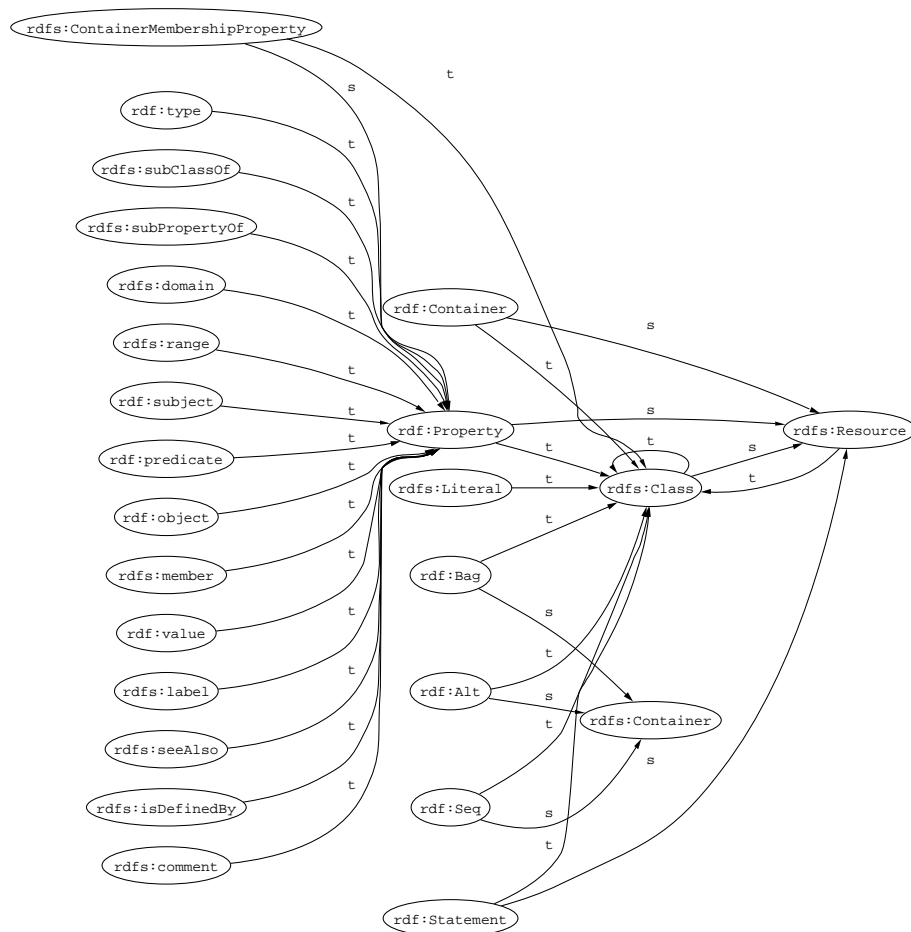 rdfs:ContainerMembershipProperty
t
s
rdf:type
t
rdfs:subClassOf
t
rdfs:subPropertyOf
t
rdfs:domain
rdf:Container
t
s
rdfs:range
t
t
rdf:subject
t
s
rdf:Property
rdfs:Resource
t
t
t
s
rdf:predicate
t
t
rdfs:Literal
rdfs:Class
t
rdf:object
t
t
rdfs:member
rdf:Bag
t
s
rdf:value
t
t
rdfs:label
rdf:Alt
s
t
rdfs:Container
t
rdfs:seeAlso
t
s
rdfs:isDefinedBy
rdf:Seq
s
t
t
rdfs:comment
rdf:Statement